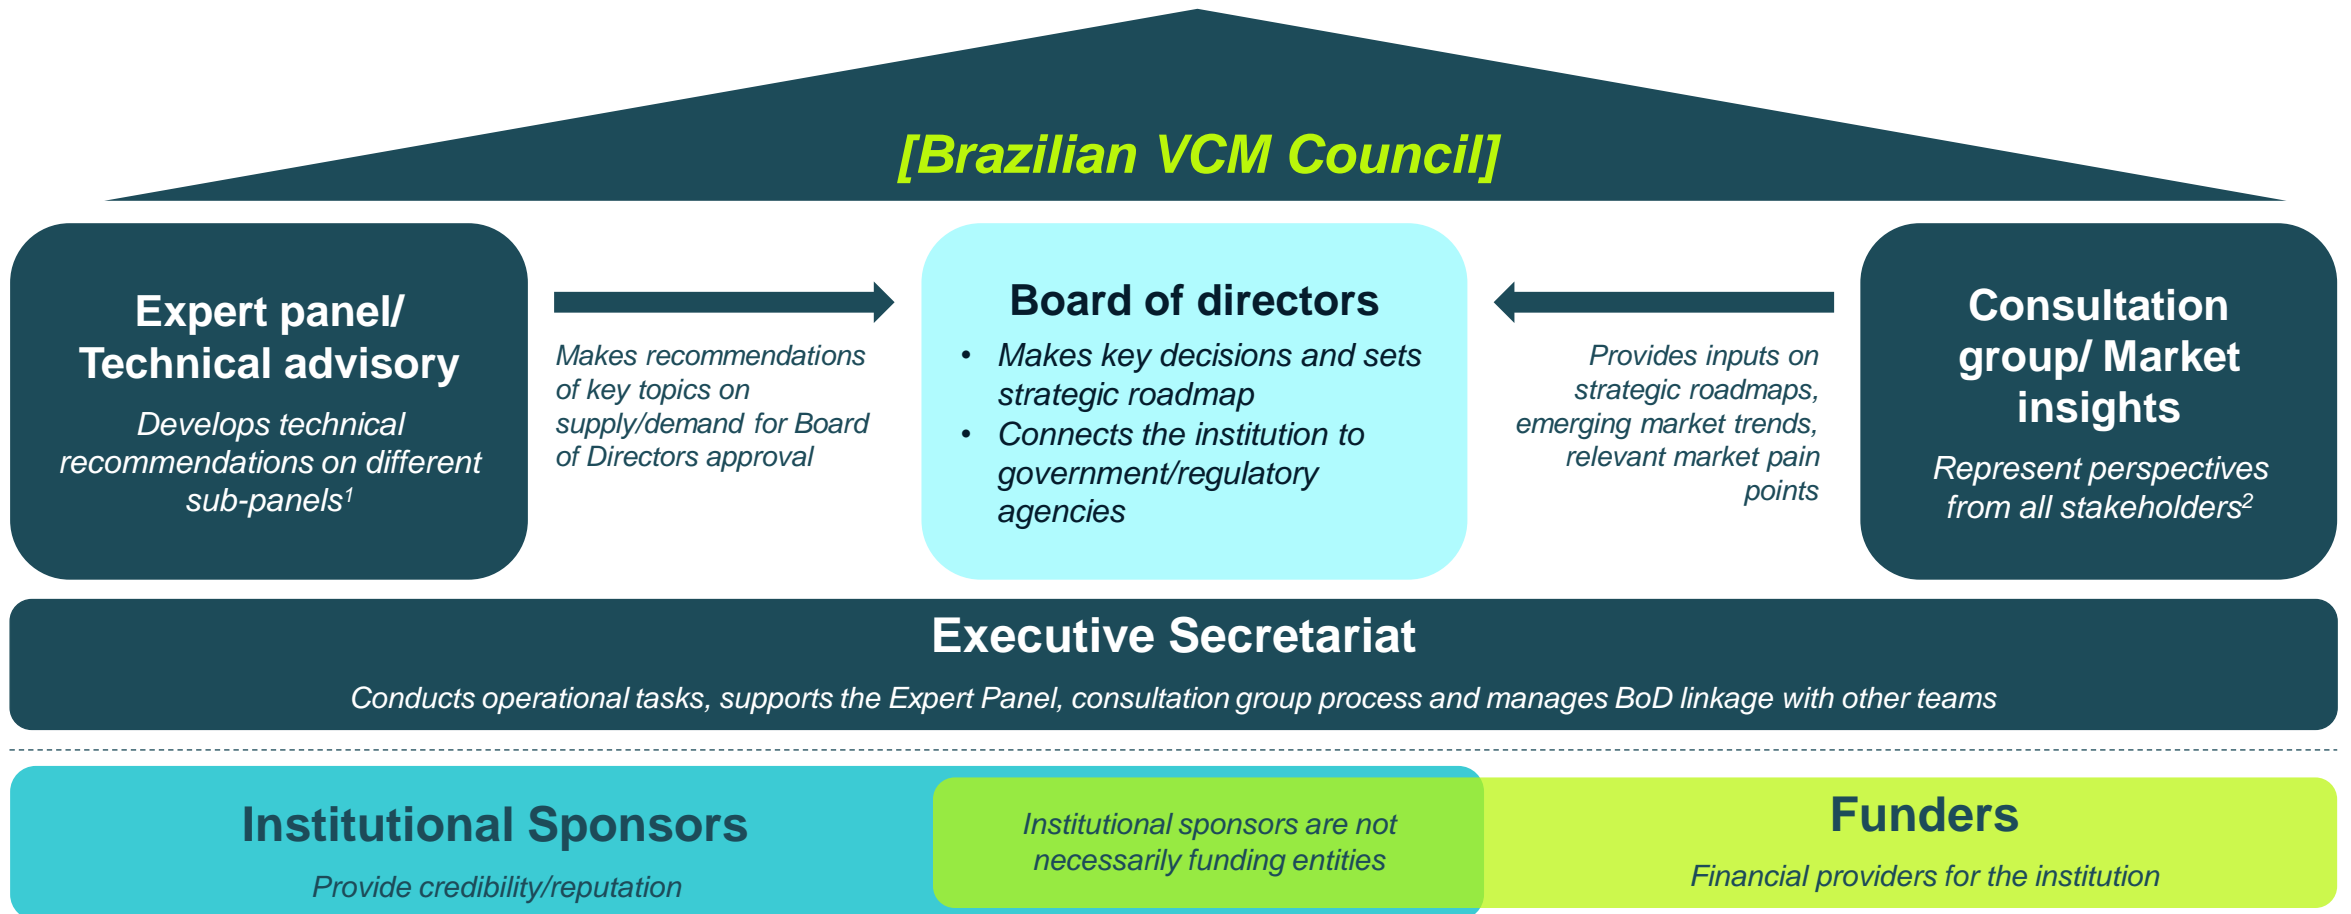 [Brazilian VCM Council]
Expert panel/
Technical advisory
Develops technical
recommendations on different
sub-panels¹
Makes recommendations
of key topics on
supply/demand for Board
of Directors approval
Board of directors
• Makes key decisions and sets
strategic roadmap
• Connects the institution to
government/regulatory
agencies
Provides inputs on
strategic roadmaps,
emerging market trends,
relevant market pain
points
Consultation
group/ Market
insights
Represent perspectives
from all stakeholders²
Executive Secretariat
Conducts operational tasks, supports the Expert Panel, consultation group process and manages BoD linkage with other teams
Institutional Sponsors
Provide credibility/reputation
Institutional sponsors are not
necessarily funding entities
Funders
Financial providers for the institution